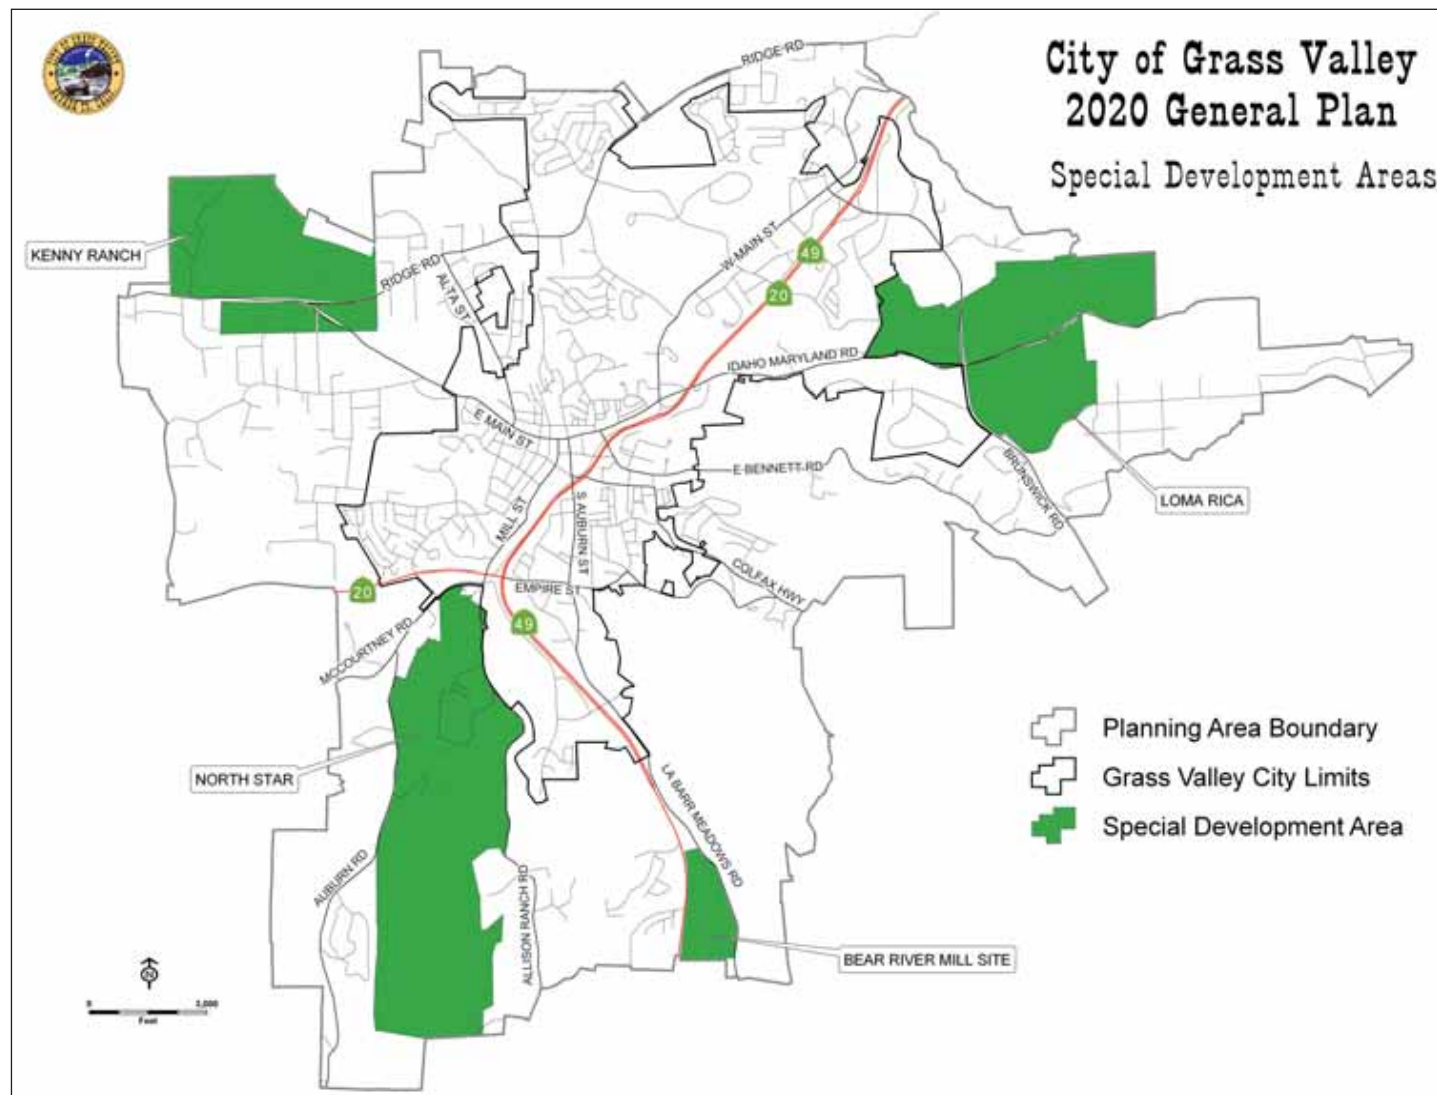 City of Grass Valley
2020 General Plan
Special Development Areas
RIDGE RD
KENNY RANCH
RIDGE RD
ALTA ST
W-MAIN ST
49
20
IDAHO MARYLAND RD
E MAIN ST
E BENNETT RD
BRUNSWICK RD
LOMA RICA
MILL ST
S AUBURN ST
COLFAX HWY
20
EMPIRE ST
49
MCCOURTNEY RD
NORTH STAR
LA BARR MEADOWS RD
AUBURN RD
ALLISON RANCH RD
BEAR RIVER MILL SITE
Planning Area Boundary
Grass Valley City Limits
Special Development Area
N
0
Feet